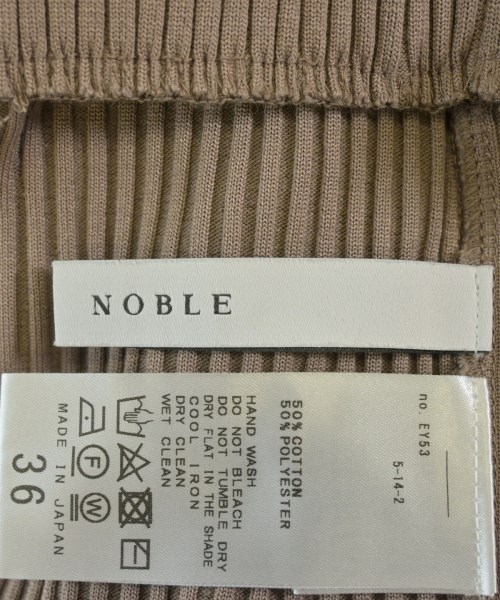 NOBLE
no. EY53
5-14-2
50% COTTON
50% POLYESTER
HAND WASH
DO NOT BLEACH
DO NOT TUMBLE DRY
DRY FLAT IN THE SHADE
COOL IRON
DRY CLEAN
WET CLEAN
F
W
MADE IN JAPAN
36